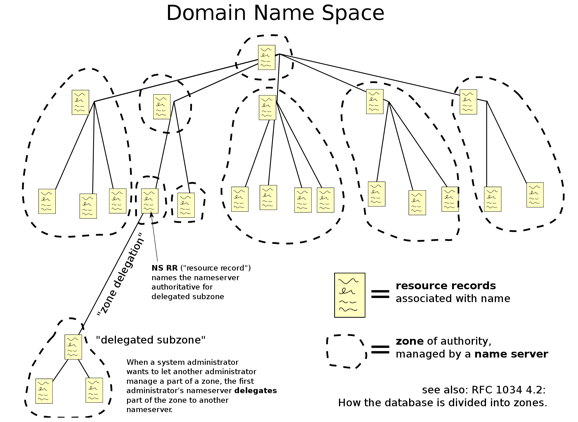 Domain Name Space
"zone delegation"
NS RR ("resource record")
names the nameserver
authoritative for
delegated subzone
= resource records
associated with name
"delegated subzone"
= zone of authority,
managed by a name server
When a system administrator
wants to let another administrator
manage a part of a zone, the first
administrator's nameserver delegates
part of the zone to another
nameserver.
see also: RFC 1034 4.2:
How the database is divided into zones.